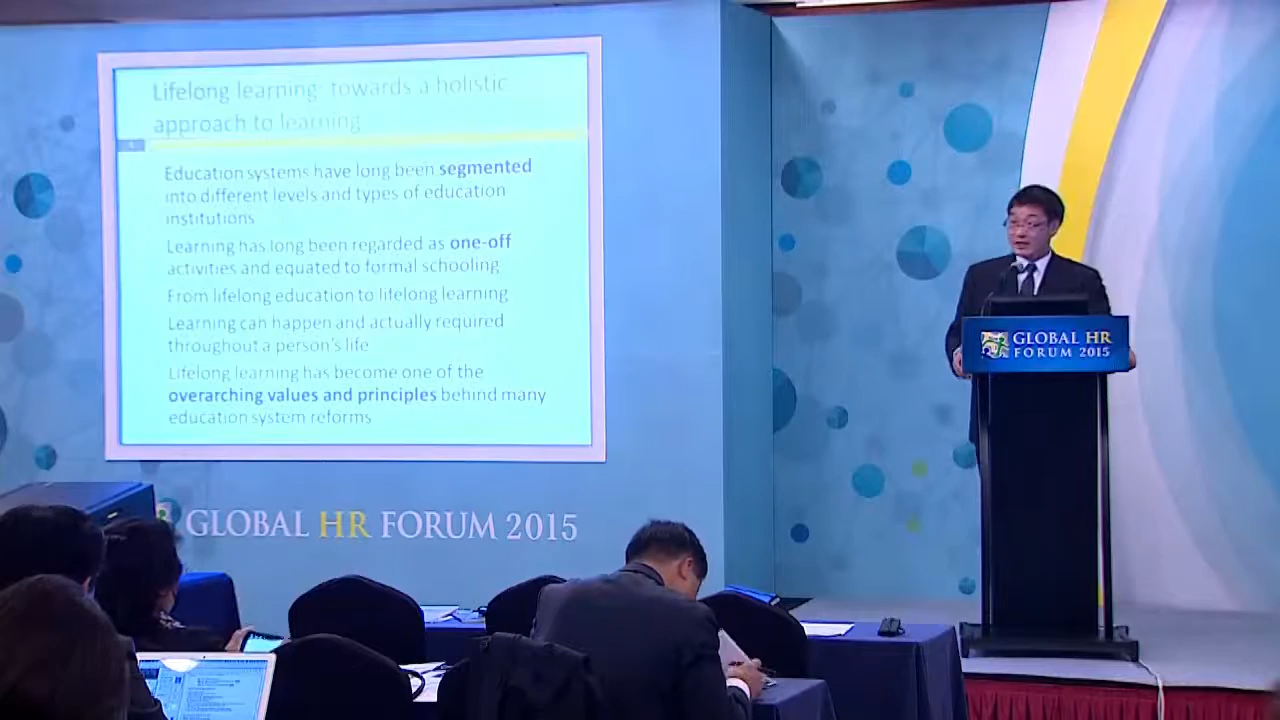 Lifelong learning towards a holistic
approach to learning
Education systems have long been segmented
into different levels and types of education
institutions
Learning has long been regarded as one-off
activities and equated to formal schooling
From lifelong education to lifelong learning
Learning can happen and actually required
throughout a person's life
Lifelong learning has become one of the
overarching values and principles behind many
education system reforms
GLOBAL HR FORUM 2015
GLOBAL HR
FORUM 2015